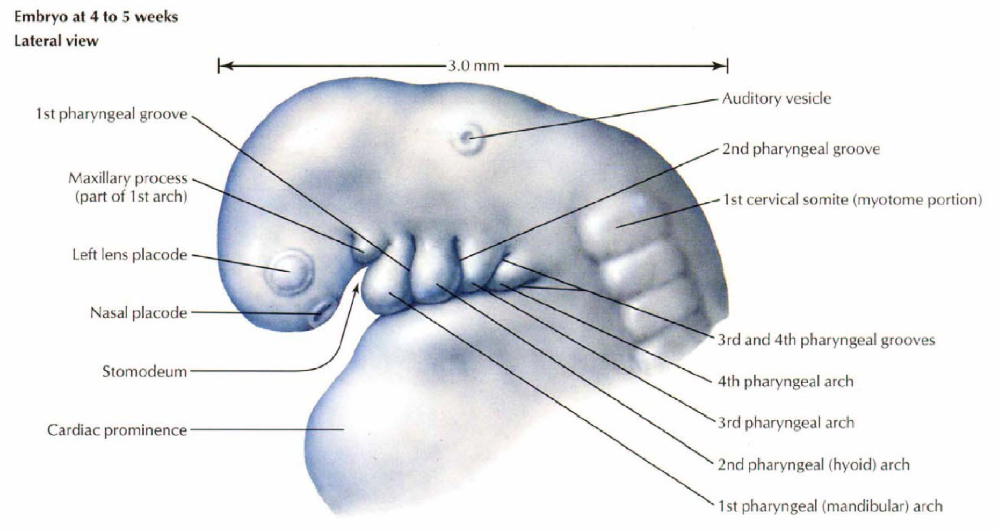 Embryo at 4 to 5 weeks
Lateral view
3.0 mm
1st pharyngeal groove
Maxillary process
(part of 1st arch)
Left lens placode
Nasal placode
Stomodeum
Cardiac prominence
Auditory vesicle
2nd pharyngeal groove
1st cervical somite (myotome portion)
3rd and 4th pharyngeal grooves
4th pharyngeal arch
3rd pharyngeal arch
2nd pharyngeal (hyoid) arch
1st pharyngeal (mandibular) arch